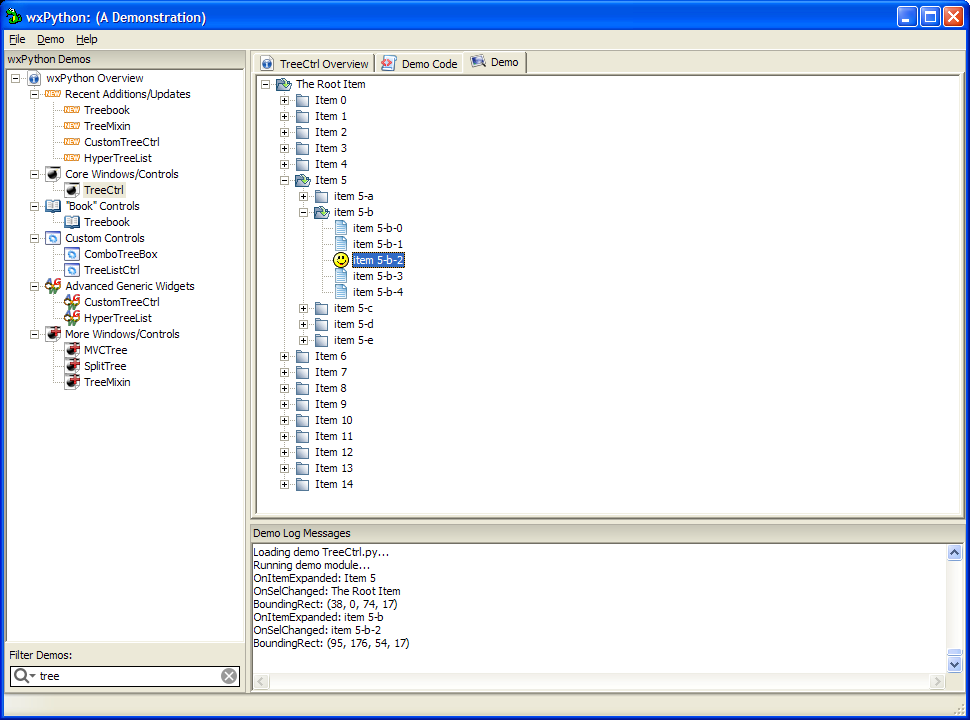 wxPython: (A Demonstration)
File Demo Help
wxPython Demos
wxPython Overview
NEW Recent Additions/Updates
NEW Treebook
NEW TreeMixin
NEW CustomTreeCtrl
NEW HyperTreeList
Core Windows/Controls
TreeCtrl
"Book" Controls
Treebook
Custom Controls
ComboTreeBox
TreeListCtrl
Advanced Generic Widgets
CustomTreeCtrl
HyperTreeList
More Windows/Controls
MVCTree
SplitTree
TreeMixin
Filter Demos:
tree
TreeCtrl Overview Demo Code Demo
The Root Item
Item 0
Item 1
Item 2
Item 3
Item 4
Item 5
item 5-a
item 5-b
item 5-b-0
item 5-b-1
item 5-b-2
item 5-b-3
item 5-b-4
item 5-c
item 5-d
item 5-e
Item 6
Item 7
Item 8
Item 9
Item 10
Item 11
Item 12
Item 13
Item 14
Demo Log Messages
Loading demo TreeCtrl.py...
Running demo module...
OnItemExpanded: Item 5
OnSelChanged: The Root Item
BoundingRect: (38, 0, 74, 17)
OnItemExpanded: item 5-b
OnSelChanged: item 5-b-2
BoundingRect: (95, 176, 54, 17)